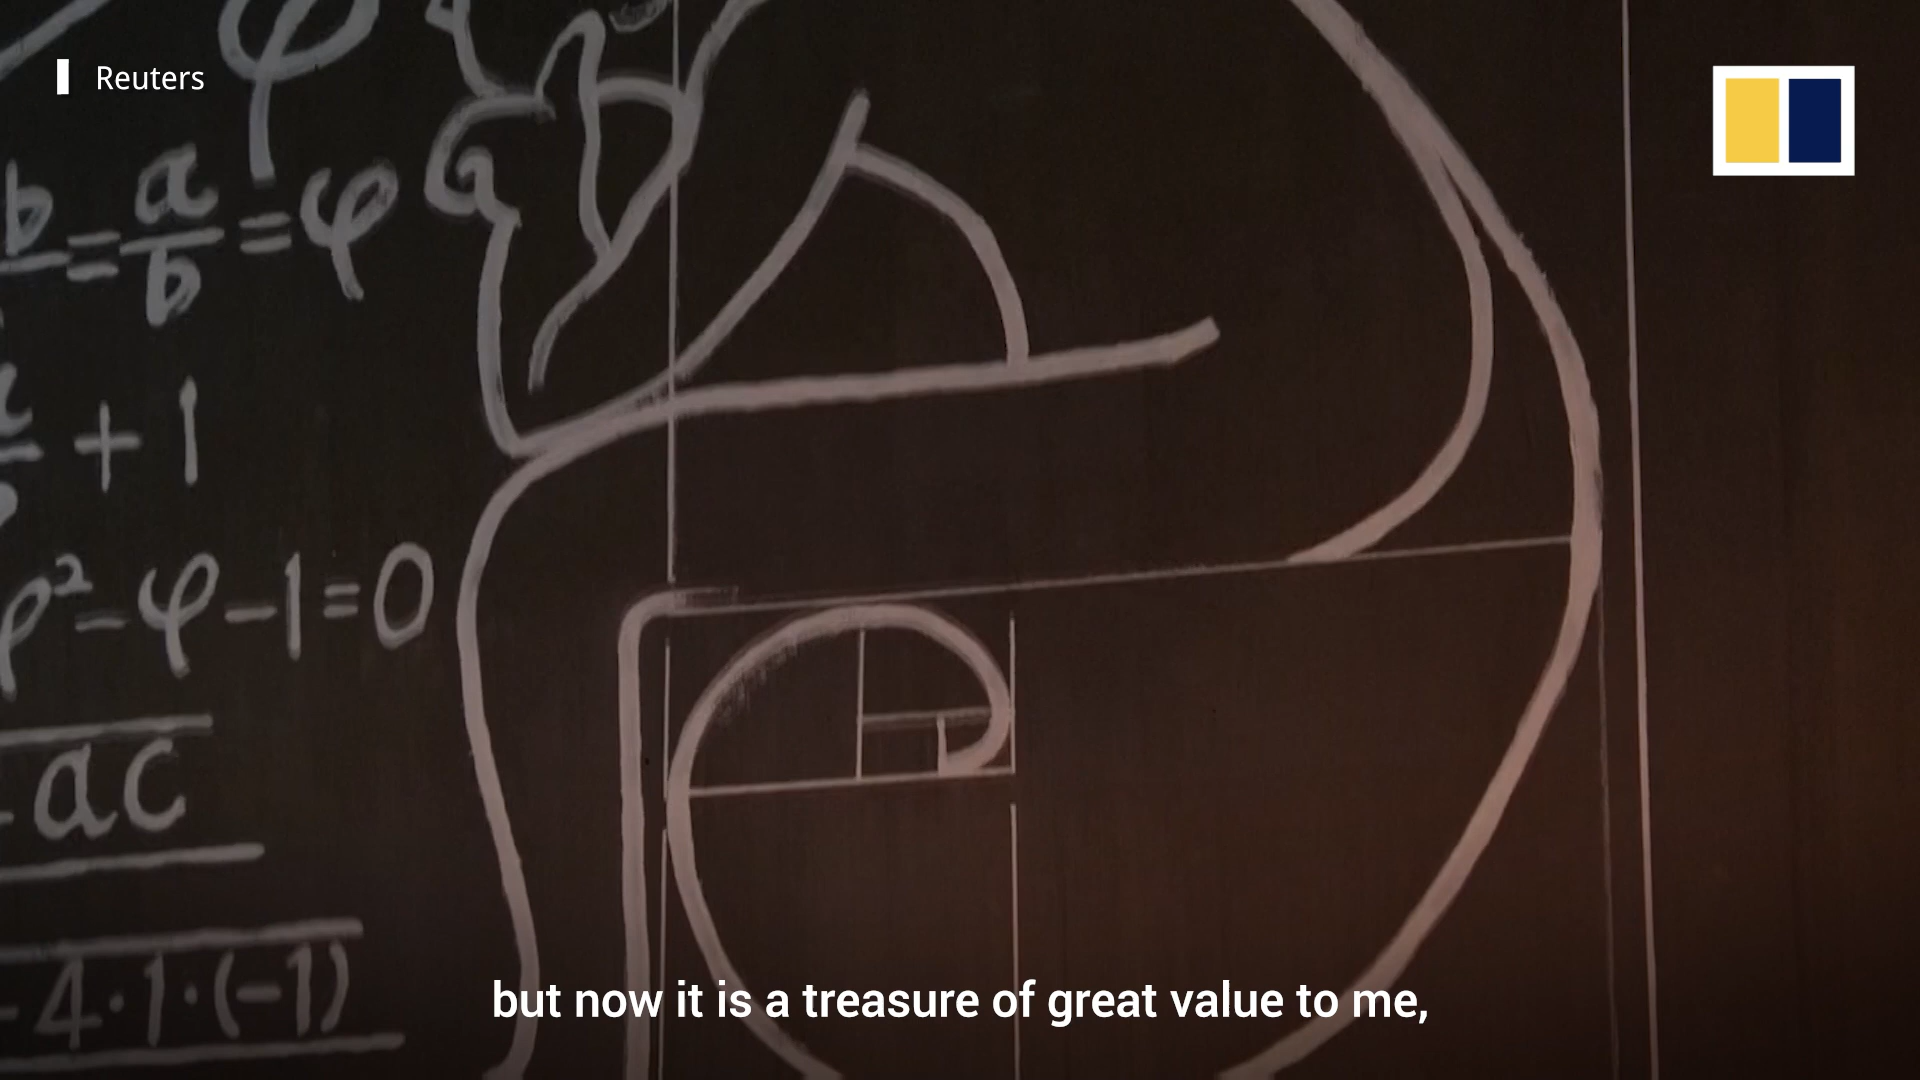 Reuters
φ
b = a/b = φ
+ 1
φ² - φ - 1 = 0
ac
- 4 · 1 · (-1)
but now it is a treasure of great value to me,